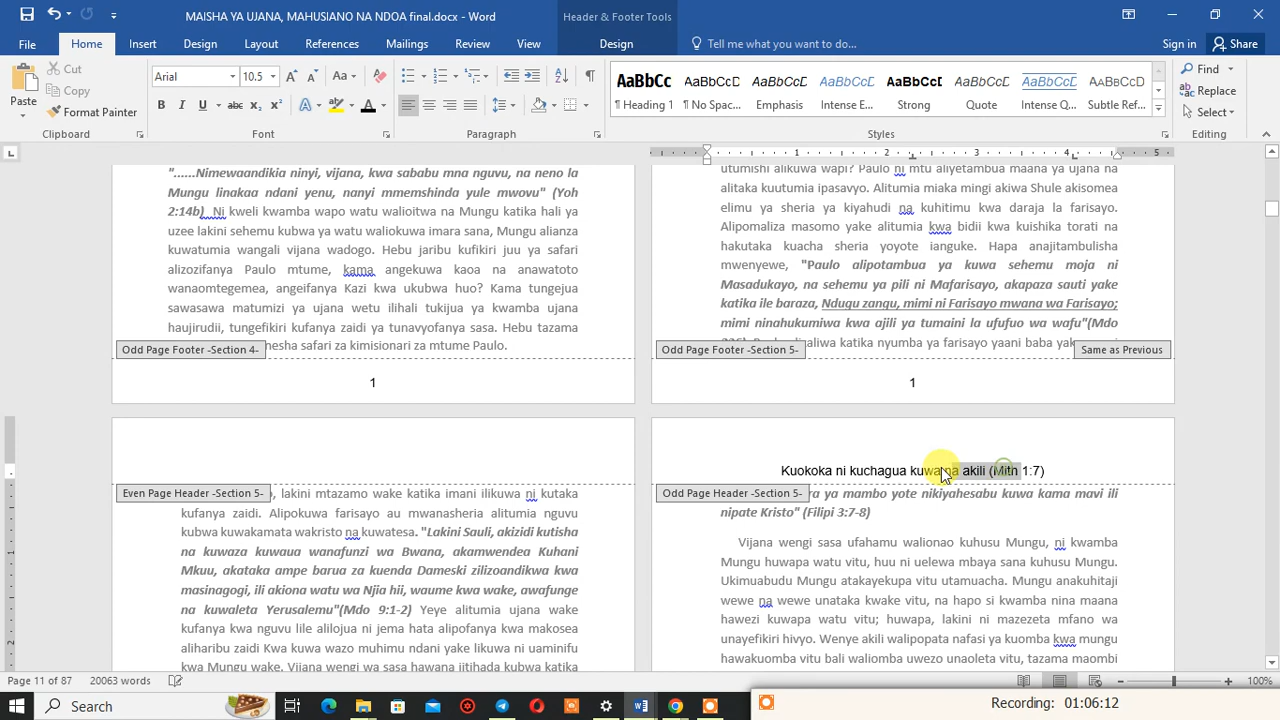 MAISHA YA UJANA, MAHUSIANO NA NDOA final.docx - Word
Header & Footer Tools
File Home Insert Design Layout References Mailings Review View Design Tell me what you want to do... Sign in Share
Paste
Cut
Copy
Format Painter
Clipboard
Arial 10.5
Font
Paragraph
AaBbCc AaBbCcD AaBbCcD AaBbCcD AaBbCcD AaBbCcD AaBbCcD AaBbCcD
¶ Heading 1 ¶ No Spac... Emphasis Intense E... Strong Quote Intense Q... Subtle Ref...
Styles
Find
Replace
Select
Editing
"......Nimewaandikia ninyi, vijana, kwa sababu mna nguvu, na neno la
Mungu linakaa ndani yenu, nanyi mmemshinda yule mwovu" (Yoh
2:14b) Ni kweli kwamba wapo watu walioitwa na Mungu katika hali ya
uzee lakini sehemu kubwa ya watu waliokuwa imara sana, Mungu alianza
kuwatumia wangali vijana wadogo. Hebu jaribu kufikiri juu ya safari
alizozifanya Paulo mtume, kama angekuwa kaoa na anawatoto
wanaomtegemea, angeifanya Kazi kwa ukubwa huo? Kama tungejua
sawasawa matumizi ya ujana wetu ilihali tukijua ya kwamba ujana
haujirudii, tungefikiri kufanya zaidi ya tunavyofanya sasa. Hebu tazama
nesha safari za kimisionari za mtume Paulo.
Odd Page Footer -Section 4-
1
Even Page Header -Section 5-
, lakini mtazamo wake katika imani ilikuwa ni kutaka
kufanya zaidi. Alipokuwa farisayo au mwanasheria alitumia nguvu
kubwa kuwakamata wakristo na kuwatesa. "Lakini Sauli, akizidi kutisha
na kuwaza kuwaua wanafunzi wa Bwana, akamwendea Kuhani
Mkuu, akataka ampe barua za kuenda Dameski zilizoandikwa kwa
masinagogi, ili akiona watu wa Njia hii, waume kwa wake, awafunge
na kuwaleta Yerusalemu"(Mdo 9:1-2) Yeye alitumia ujana wake
kufanya kwa nguvu lile alilojua ni jema hata alipofanya kwa makosea
aliharibu zaidi Kwa kuwa wazo muhimu ndani yake likuwa ni uaminifu
kwa Mungu wake. Vijana wengi wa sasa hawana jitihada kubwa katika
utumishi alikuwa wapi? Paulo ni mtu aliyetambua maana ya ujana na
alitaka kuutumia ipasavyo. Alitumia miaka mingi akiwa Shule akisomea
elimu ya sheria ya kiyahudi na kuhitimu kwa daraja la farisayo.
Alipomaliza masomo yake alitumia kwa bidii kwa kuishika torati na
hakutaka kuacha sheria yoyote ianguke. Hapa anajitambulisha
mwenyewe, "Paulo alipotambua ya kuwa sehemu moja ni
Masadukayo, na sehemu ya pili ni Mafarisayo, akapaza sauti yake
katika ile baraza, Ndugu zangu, mimi ni Farisayo mwana wa Farisayo;
mimi ninahukumiwa kwa ajili ya tumaini la ufufuo wa wafu"(Mdo
katika nyumba ya farisayo yaani baba
Odd Page Footer -Section 5- Same as Previous
1
Kuokoka ni kuchagua kuwa na akili (Mith 1:7)
Odd Page Header -Section 5-
ya mambo yote nikiyahesabu kuwa kama mavi ili
nipate Kristo" (Filipi 3:7-8)
Vijana wengi sasa ufahamu walionao kuhusu Mungu, ni kwamba
Mungu huwapa watu vitu, huu ni uelewa mbaya sana kuhusu Mungu.
Ukimuabudu Mungu atakayekupa vitu utamuacha. Mungu anakuhitaji
wewe na wewe unataka kwake vitu, na hapo si kwamba nina maana
hawezi kuwapa watu vitu; huwapa, lakini ni mazezeta mfano wa
unayefikiri hivyo. Wenye akili walipopata nafasi ya kuomba kwa mungu
hawakuomba vitu bali waliomba uwezo unaoleta vitu, tazama maombi
Page 11 of 87 20063 words 100%
Search
Recording: 01:06:12